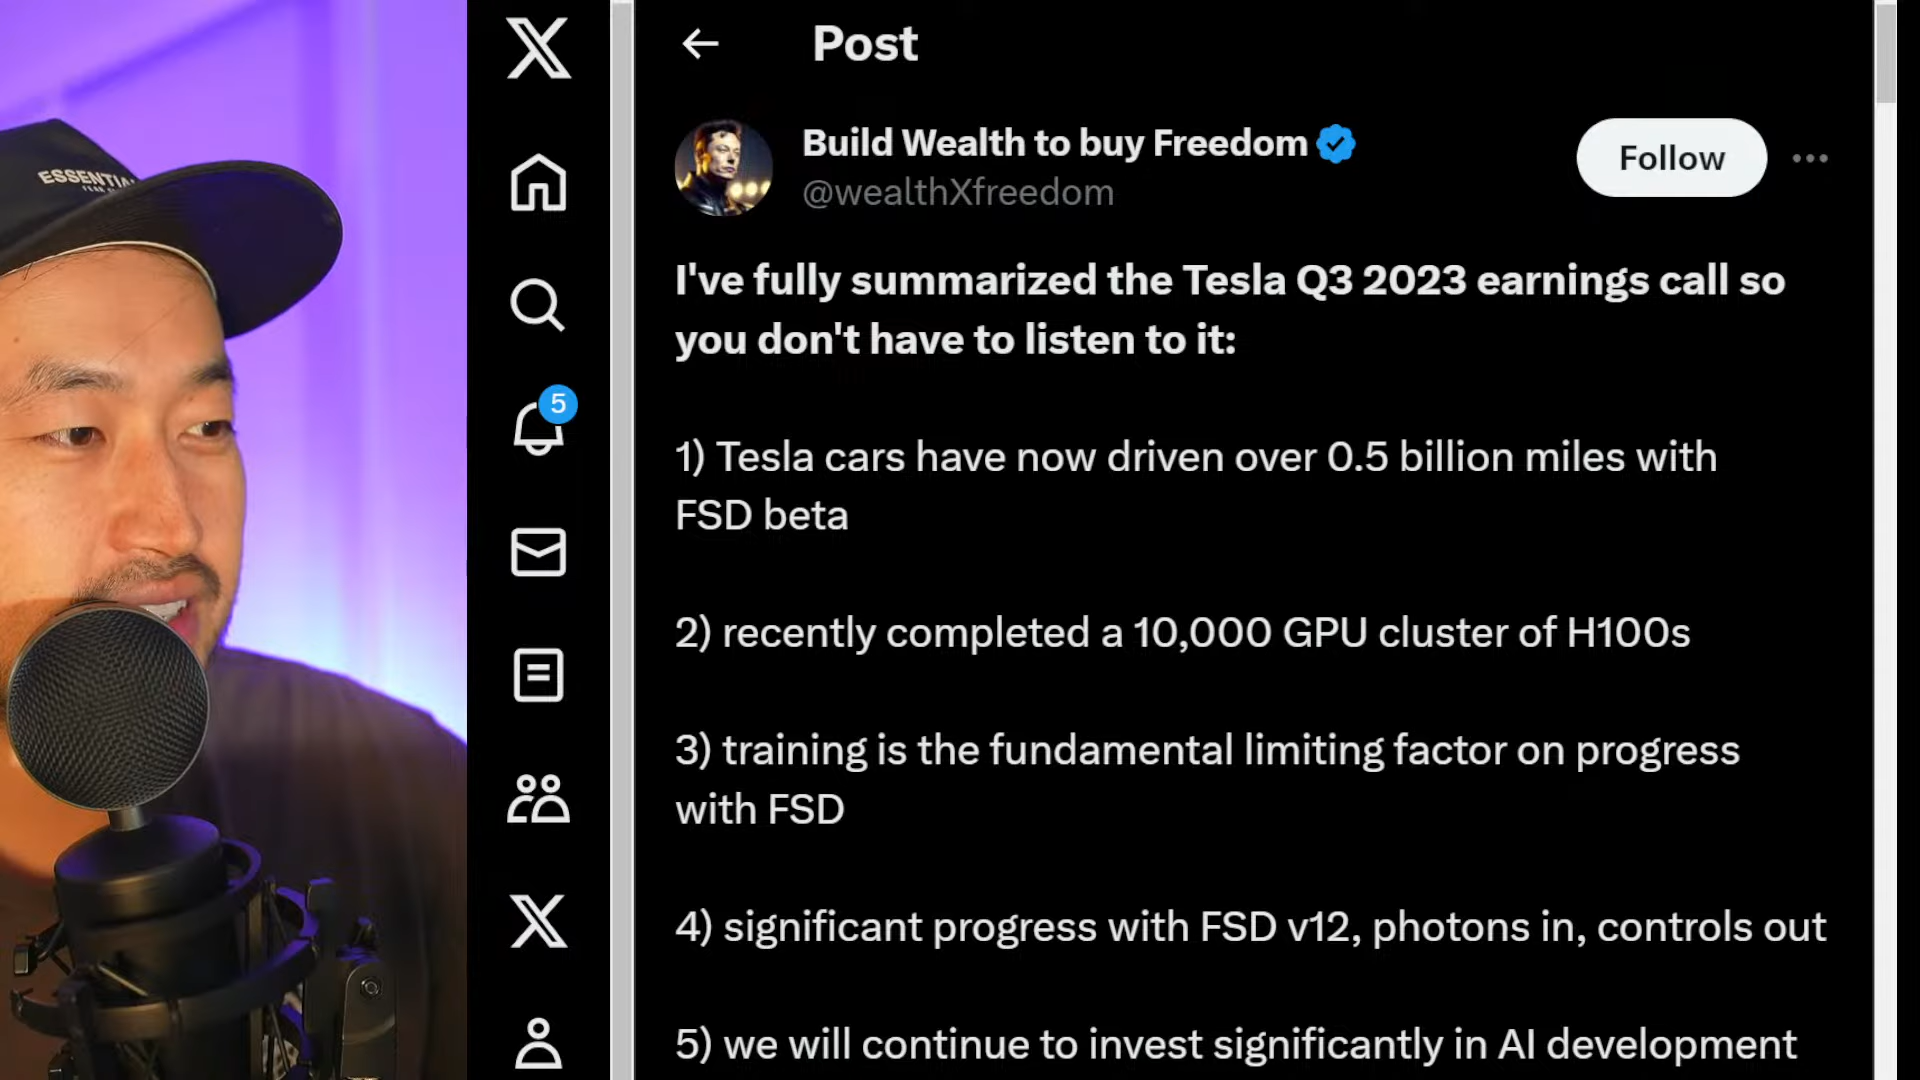 ESSENTIA
Post
Build Wealth to buy Freedom
@wealthXfreedom
Follow
I've fully summarized the Tesla Q3 2023 earnings call so
you don't have to listen to it:
5
1) Tesla cars have now driven over 0.5 billion miles with
FSD beta
2) recently completed a 10,000 GPU cluster of H100s
3) training is the fundamental limiting factor on progress
with FSD
4) significant progress with FSD v12, photons in, controls out
5) we will continue to invest significantly in AI development